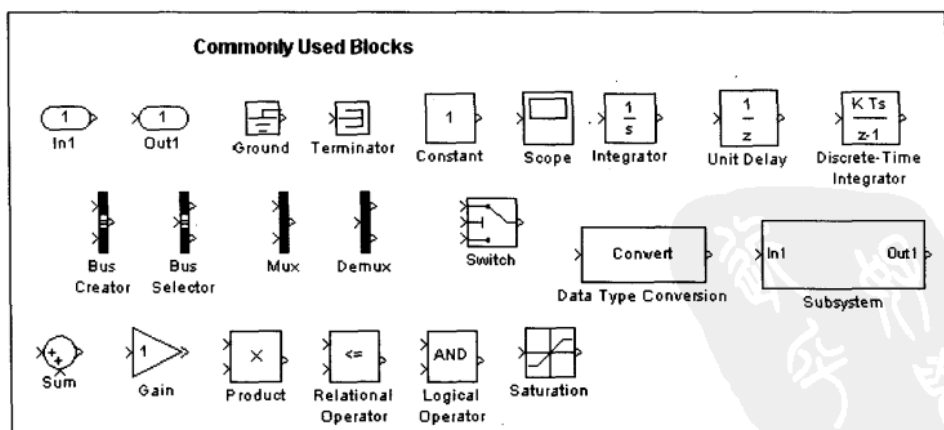 Commonly Used Blocks
1
In1
1
Out1
Ground
Terminator
1
Constant
Scope
1
s
Integrator
1
z
Unit Delay
K Ts
z-1
Discrete-Time
Integrator
Bus
Creator
Bus
Selector
Mux
Demux
Switch
Convert
Data Type Conversion
In1
Out1
Subsystem
Sum
1
Gain
×
Product
<=
Relational
Operator
AND
Logical
Operator
Saturation